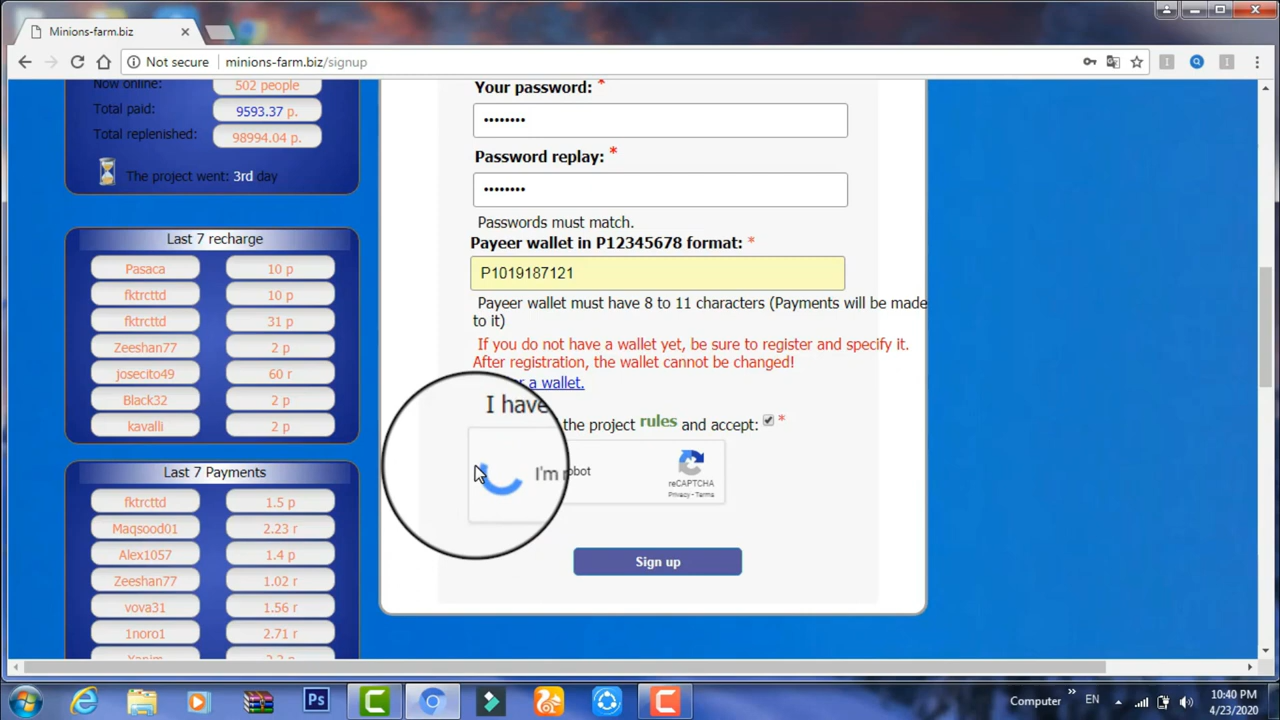 Minions-farm.biz
Not secure
minions-farm.biz/signup
Now online: 502 people
Total paid: 9593.37 p.
Total replenished: 98994.04 p.
The project went: 3rd day
Last 7 recharge
Pasaca 10 p
fktrcttd 10 p
fktrcttd 31 p
Zeeshan77 2 p
josecito49 60 r
Black32 2 p
kavalli 2 p
Last 7 Payments
fktrcttd 1.5 p
Maqsood01 2.23 r
Alex1057 1.4 p
Zeeshan77 1.02 r
vova31 1.56 r
1noro1 2.71 r
Your password: *
••••••••
Password replay: *
••••••••
Passwords must match.
Payeer wallet in P12345678 format: *
P1019187121
Payeer wallet must have 8 to 11 characters (Payments will be made
to it)
If you do not have a wallet yet, be sure to register and specify it.
After registration, the wallet cannot be changed!
a wallet.
I have the project rules and accept: *
I'm obot
reCAPTCHA
Privacy - Terms
Sign up
Ps
Computer
»
EN
10:40 PM
4/23/2020